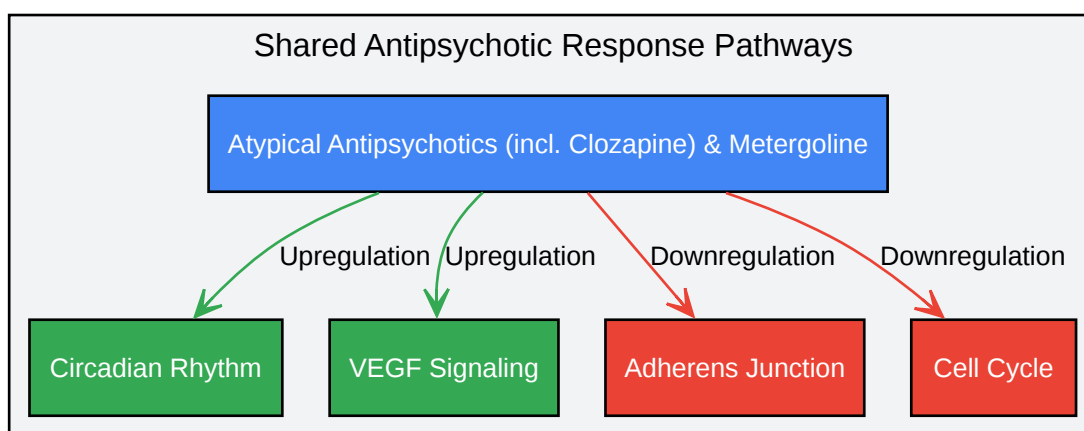 Shared Antipsychotic Response Pathways
Atypical Antipsychotics (incl. Clozapine) & Metergoline
Upregulation
Upregulation
Downregulation
Downregulation
Circadian Rhythm
VEGF Signaling
Adherens Junction
Cell Cycle